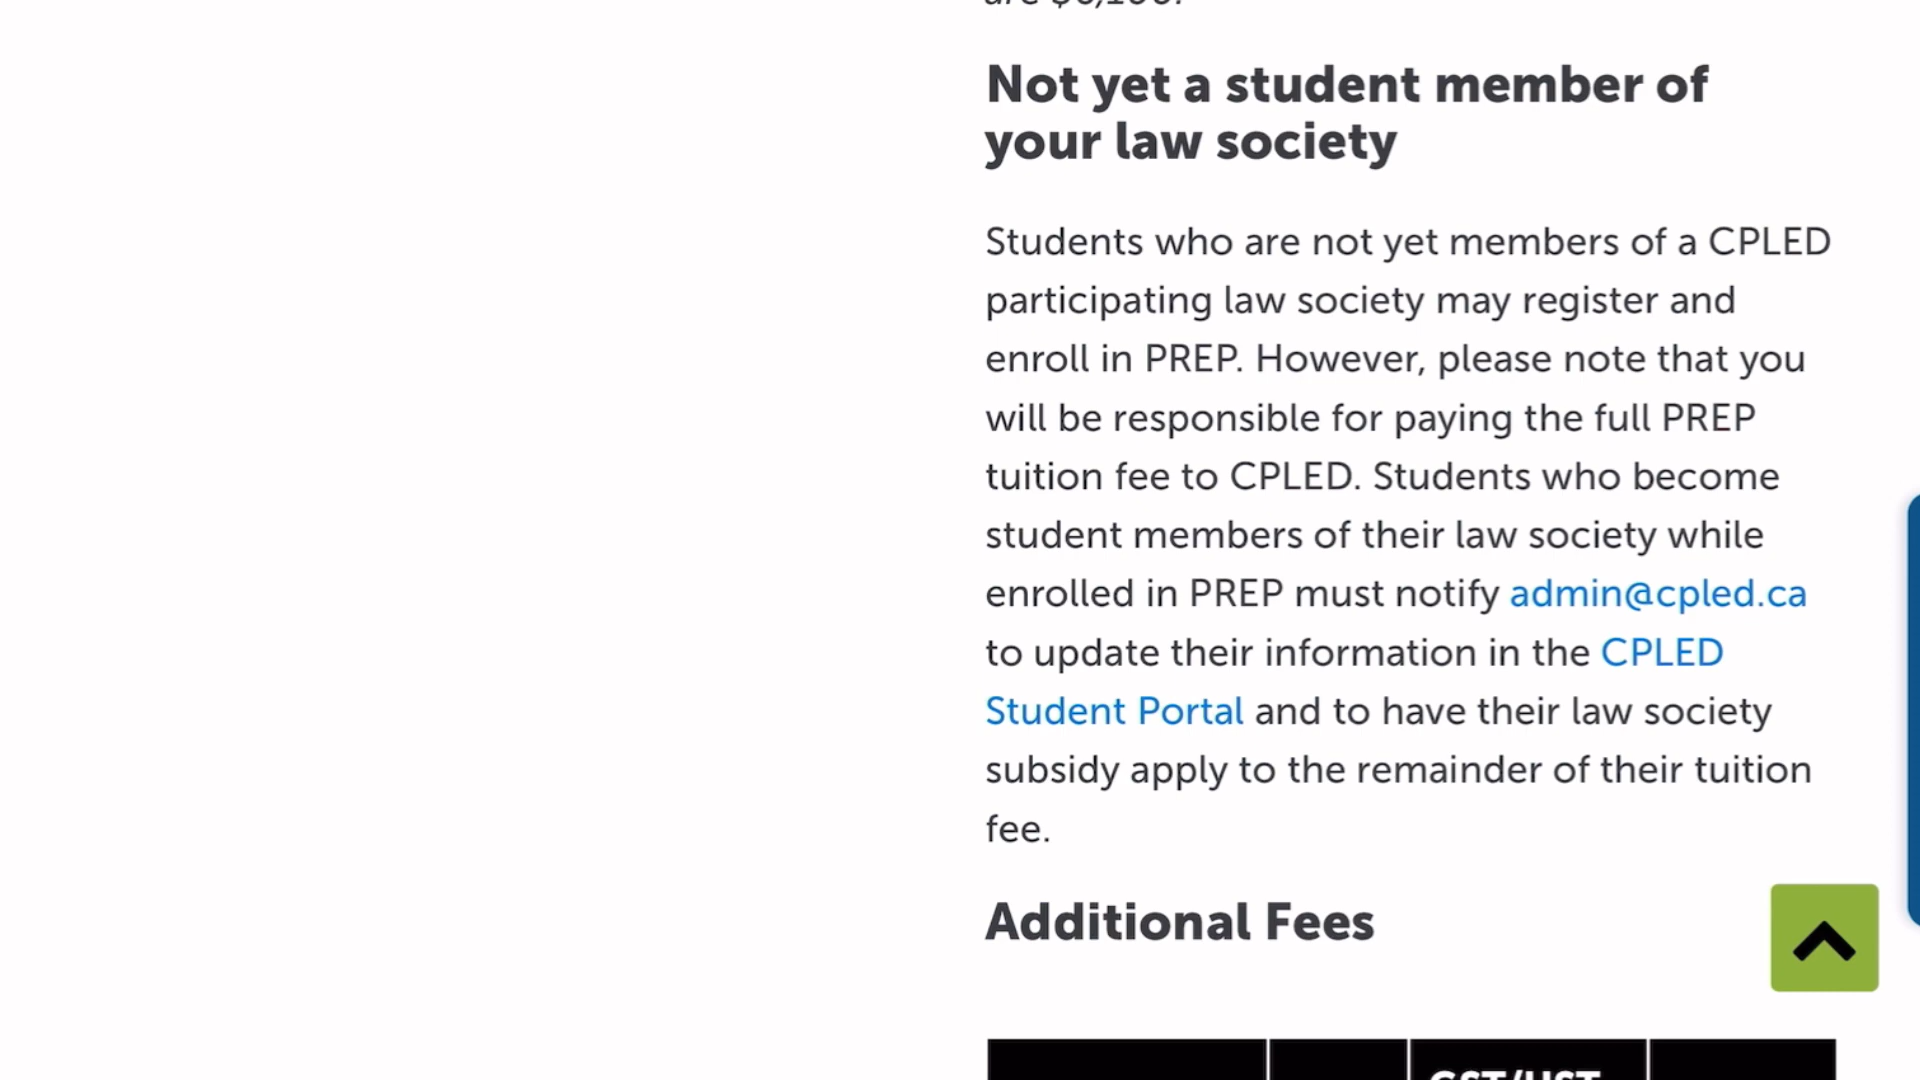 Not yet a student member of
your law society
Students who are not yet members of a CPLED
participating law society may register and
enroll in PREP. However, please note that you
will be responsible for paying the full PREP
tuition fee to CPLED. Students who become
student members of their law society while
enrolled in PREP must notify admin@cpled.ca
to update their information in the CPLED
Student Portal and to have their law society
subsidy apply to the remainder of their tuition
fee.
Additional Fees
GST/HST